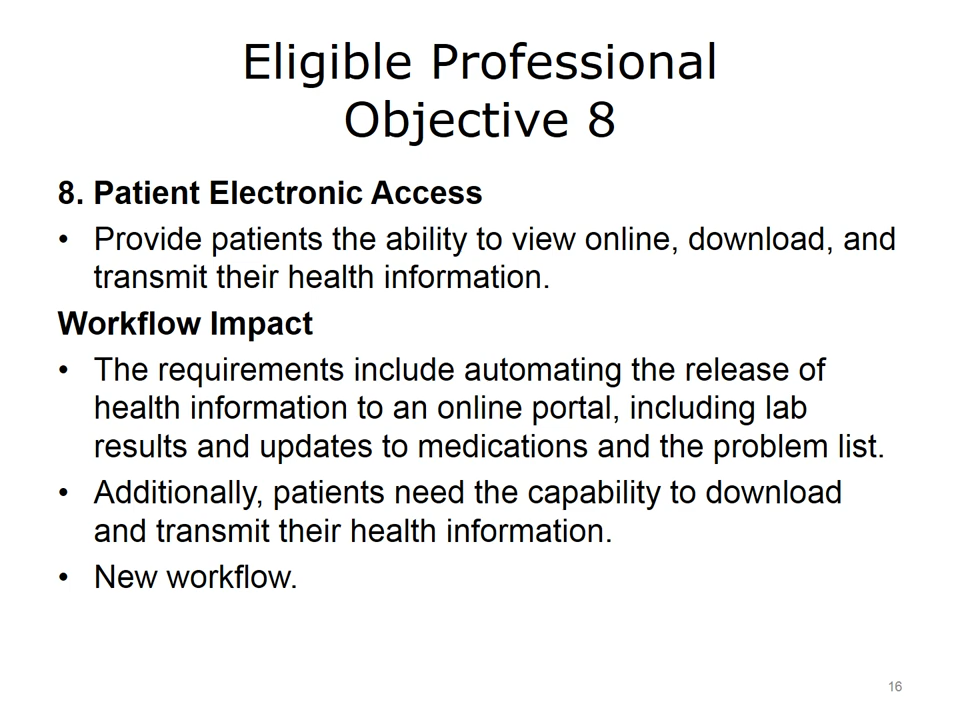 Eligible Professional
Objective 8
8. Patient Electronic Access
• Provide patients the ability to view online, download, and
transmit their health information.
Workflow Impact
• The requirements include automating the release of
health information to an online portal, including lab
results and updates to medications and the problem list.
• Additionally, patients need the capability to download
and transmit their health information.
• New workflow.
16